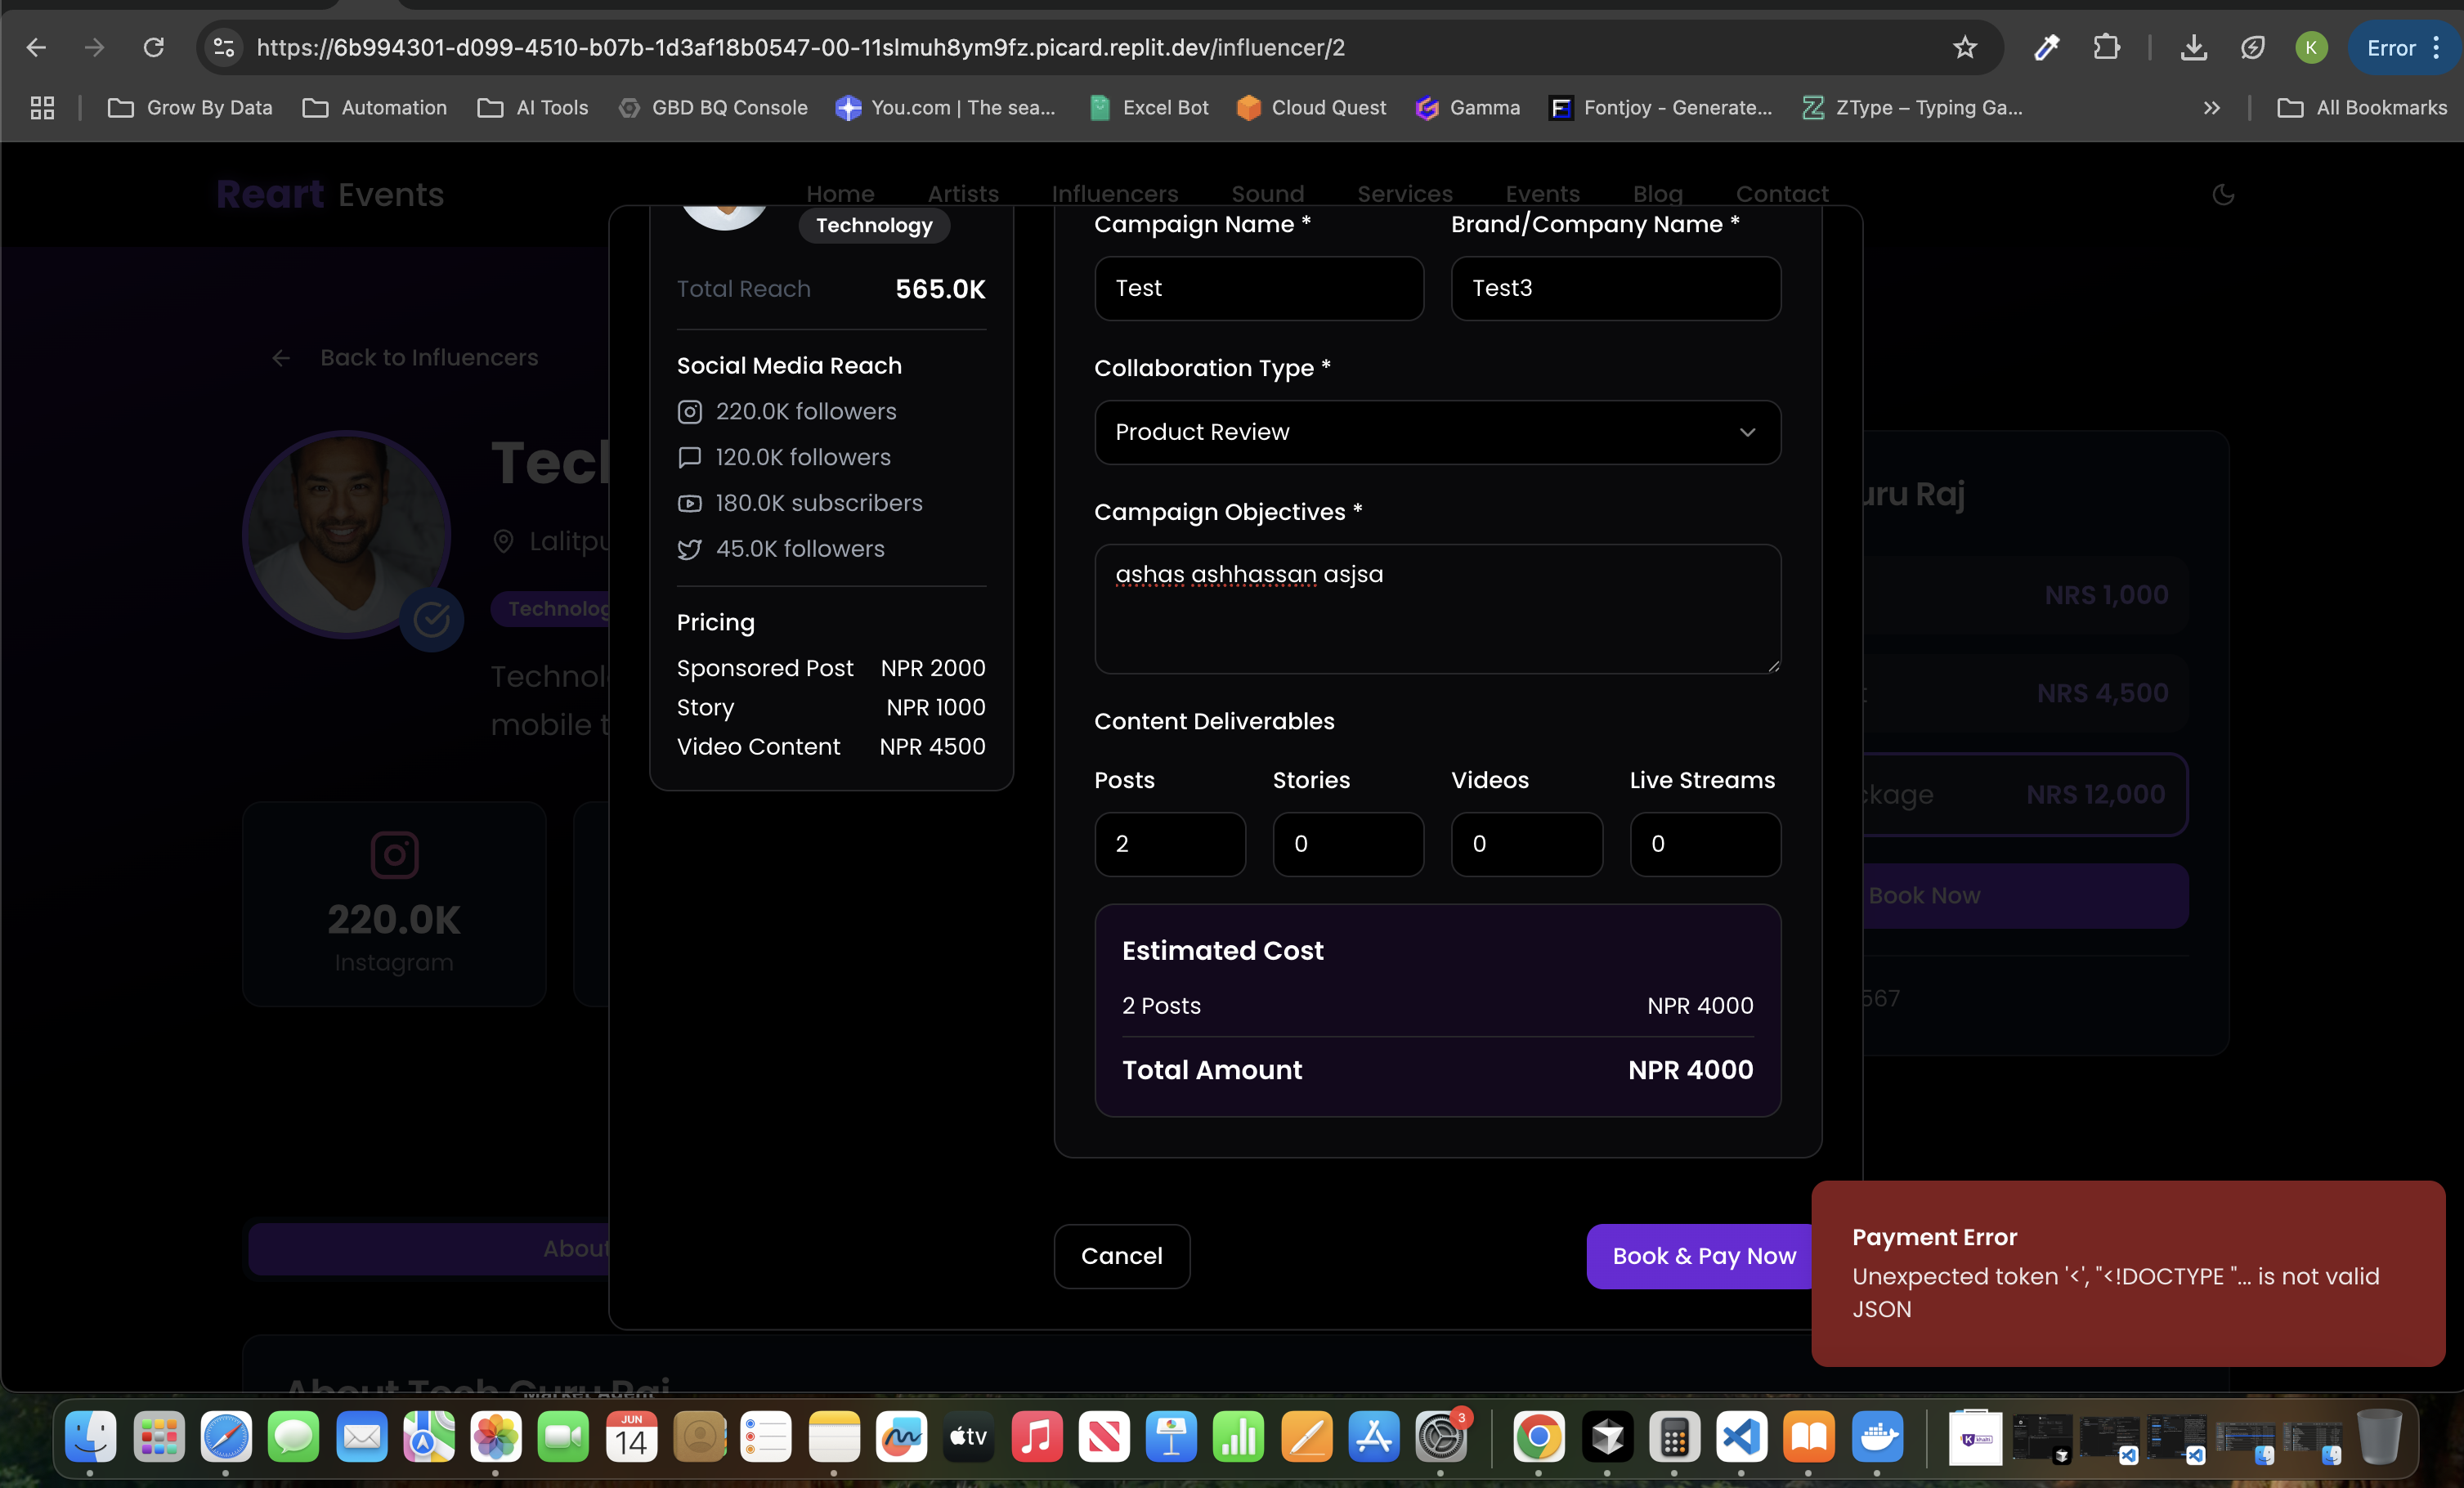 https://6b994301-d099-4510-b07b-1d3af18b0547-00-11slmuh8ym9fz.picard.replit.dev/influencer/2
K
Error
Grow By Data
Automation
AI Tools
GBD BQ Console
You.com | The sea...
Excel Bot
Cloud Quest
Gamma
Fontjoy - Generate...
ZType – Typing Ga...
All Bookmarks
Reart Events
Home
Artists
Influencers
Sound
Services
Events
Blog
Contact
Back to Influencers
Tech
Lalitpu
Technolog
Technol
mobile t
220.0K
Instagram
About
About Tech Guru Raj
Technology
Total Reach 565.0K
Social Media Reach
220.0K followers
120.0K followers
180.0K subscribers
45.0K followers
Pricing
Sponsored Post NPR 2000
Story NPR 1000
Video Content NPR 4500
Campaign Name * Brand/Company Name *
Test Test3
Collaboration Type *
Product Review
Campaign Objectives *
ashas ashhassan asjsa
Content Deliverables
Posts Stories Videos Live Streams
2 0 0 0
Estimated Cost
2 Posts NPR 4000
Total Amount NPR 4000
Cancel
Book & Pay Now
uru Raj
NRS 1,000
t NRS 4,500
ckage NRS 12,000
Book Now
567
Payment Error
Unexpected token '<', "<!DOCTYPE "... is not valid
JSON
JUN
14
tv
3